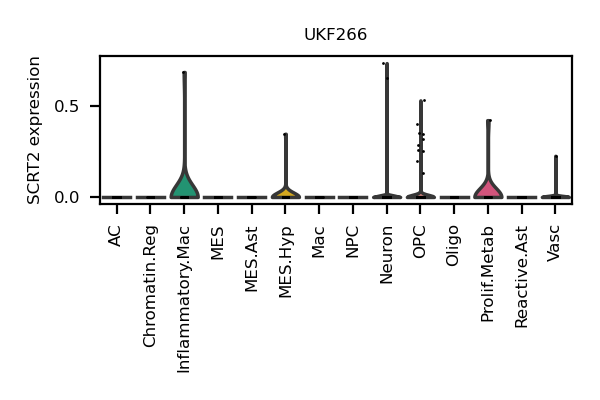 UKF266
SCRT2 expression
0.5
0.0
AC
Chromatin.Reg
Inflammatory.Mac
MES
MES.Ast
MES.Hyp
Mac
NPC
Neuron
OPC
Oligo
Prolif.Metab
Reactive.Ast
Vasc